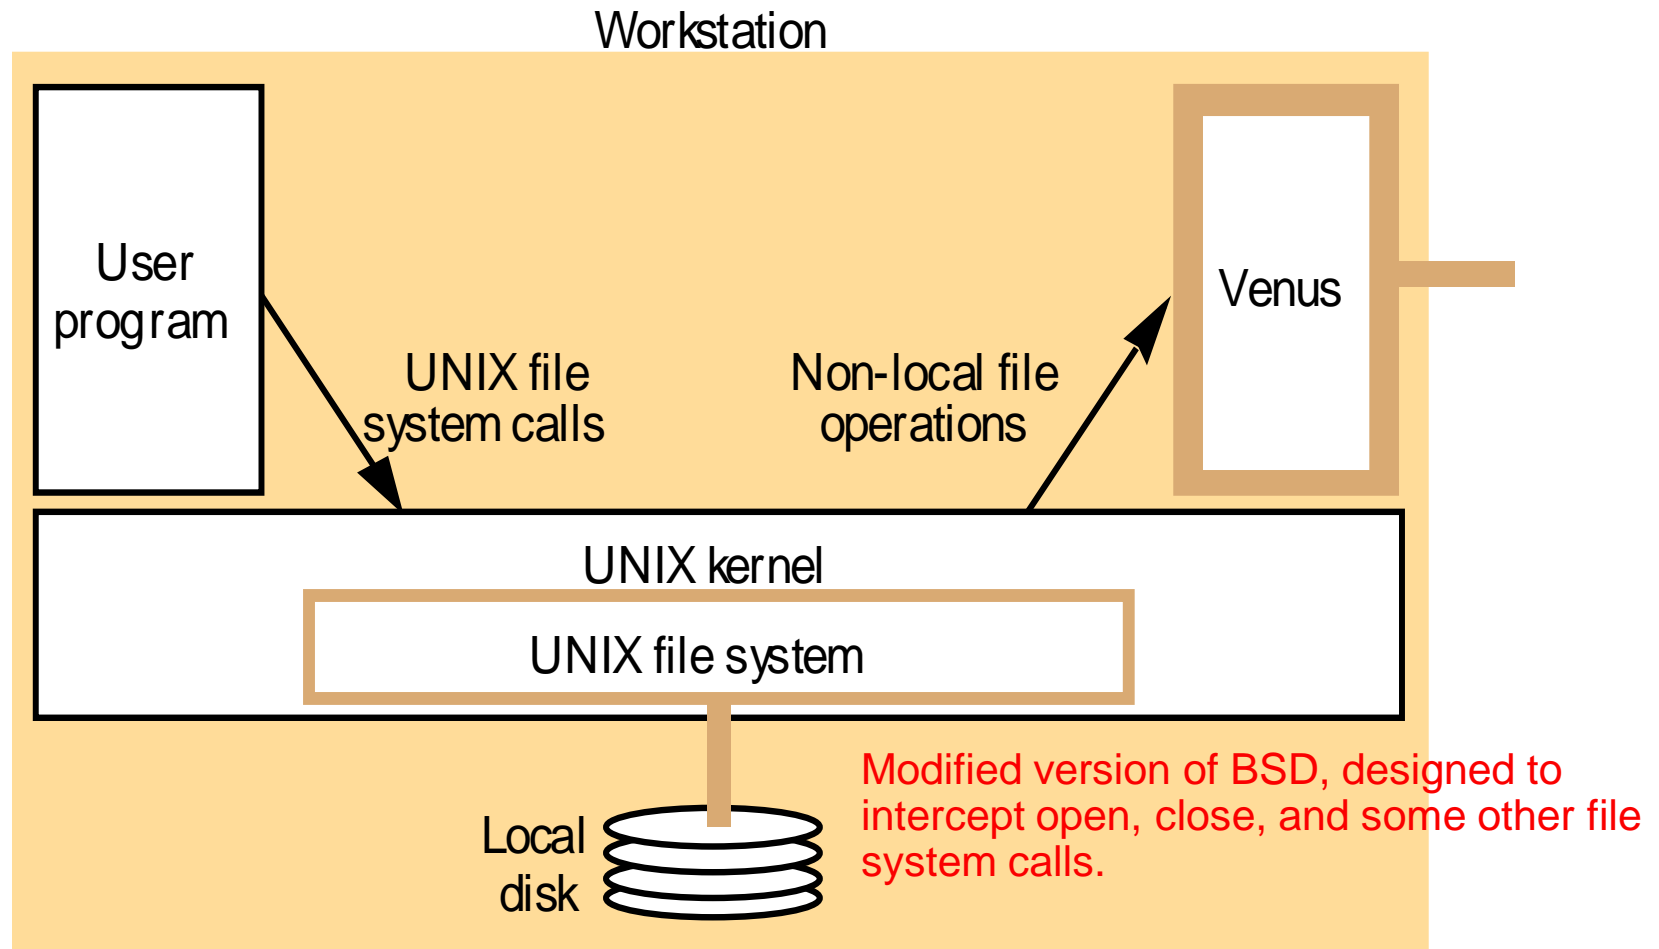 Workstation
User
program
UNIX file
system calls
Non-local file
operations
Venus
UNIX kernel
UNIX file system
Local
disk
Modified version of BSD, designed to
intercept open, close, and some other file
system calls.